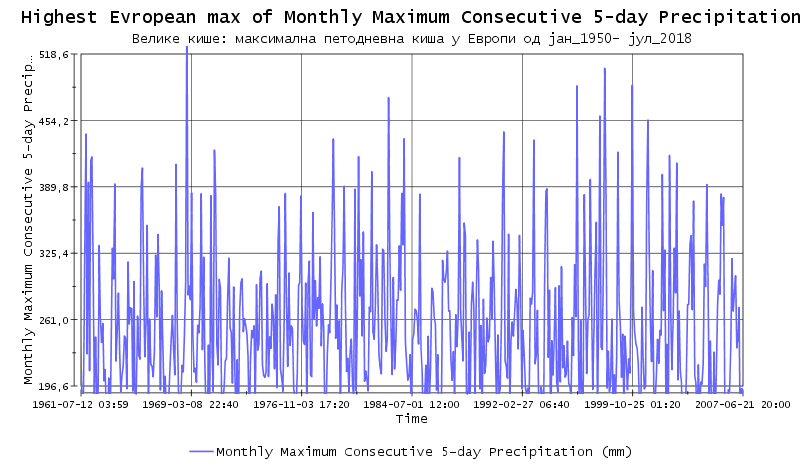 Highest Evropean max of Monthly Maximum Consecutive 5-day Precipitation
Велике кише: максимална петодневна киша у Европи од јан_1950- јул_2018
Monthly Maximum Consecutive 5-day Precip…
518,6
454,2
389,8
325,4
261,0
196,6
1961-07-12 03:59 1969-03-08 22:40 1976-11-03 17:20 1984-07-01 12:00 1992-02-27 06:40 1999-10-25 01:20 2007-06-21 20:00
Time
Monthly Maximum Consecutive 5-day Precipitation (mm)